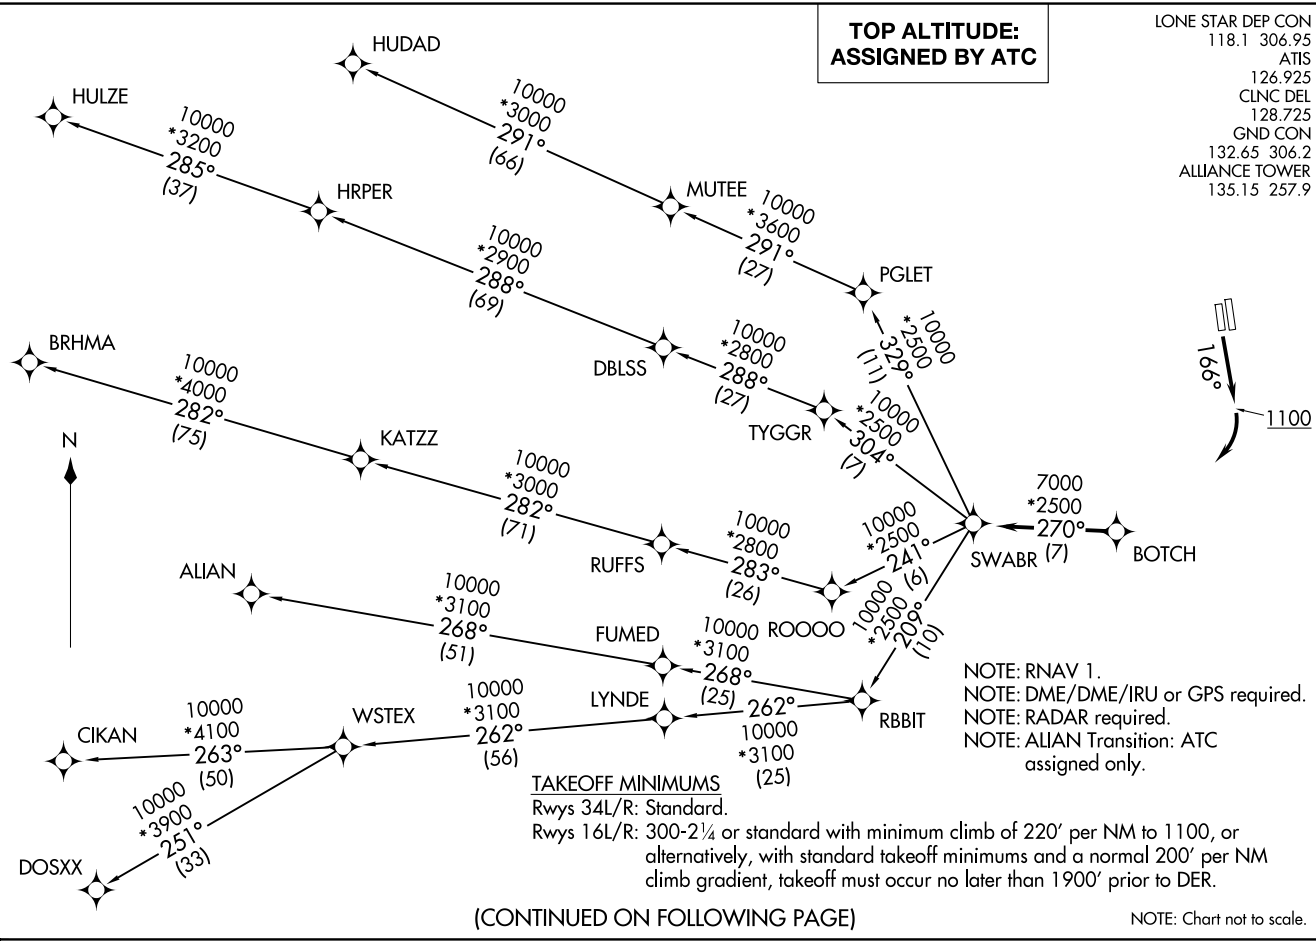 TOP ALTITUDE:
ASSIGNED BY ATC
LONE STAR DEP CON
118.1 306.95
ATIS
126.925
CLNC DEL
128.725
GND CON
132.65 306.2
ALLIANCE TOWER
135.15 257.9
HUDAD
10000
*3000
291°
(66)
HULZE
10000
*3200
285°
(37)
HRPER
MUTEE
10000
*3600
291°
(27)
PGLET
10000
*2900
288°
(69)
10000
*2500
329°
(11)
166°
1100
BRHMA
10000
*4000
282°
(75)
DBLSS
10000
*2800
288°
(27)
TYGGR
10000
*2500
304°
(7)
N
KATZZ
10000
*3000
282°
(71)
RUFFS
10000
*2800
283°
(26)
ROOOO
10000
*2500
241°
(6)
SWABR
7000
*2500
270°
(7)
BOTCH
10000
*2500
209°
(10)
ALIAN
10000
*3100
268°
(51)
FUMED
10000
*3100
268°
(25)
RBBIT
LYNDE
262°
10000
*3100
(25)
CIKAN
10000
*4100
263°
(50)
WSTEX
10000
*3100
262°
(56)
10000
*3900
251°
(33)
DOSXX
NOTE: RNAV 1.
NOTE: DME/DME/IRU or GPS required.
NOTE: RADAR required.
NOTE: ALIAN Transition: ATC
assigned only.
TAKEOFF MINIMUMS
Rwys 34L/R: Standard.
Rwys 16L/R: 300-2¼ or standard with minimum climb of 220' per NM to 1100, or
alternatively, with standard takeoff minimums and a normal 200' per NM
climb gradient, takeoff must occur no later than 1900' prior to DER.
(CONTINUED ON FOLLOWING PAGE)
NOTE: Chart not to scale.